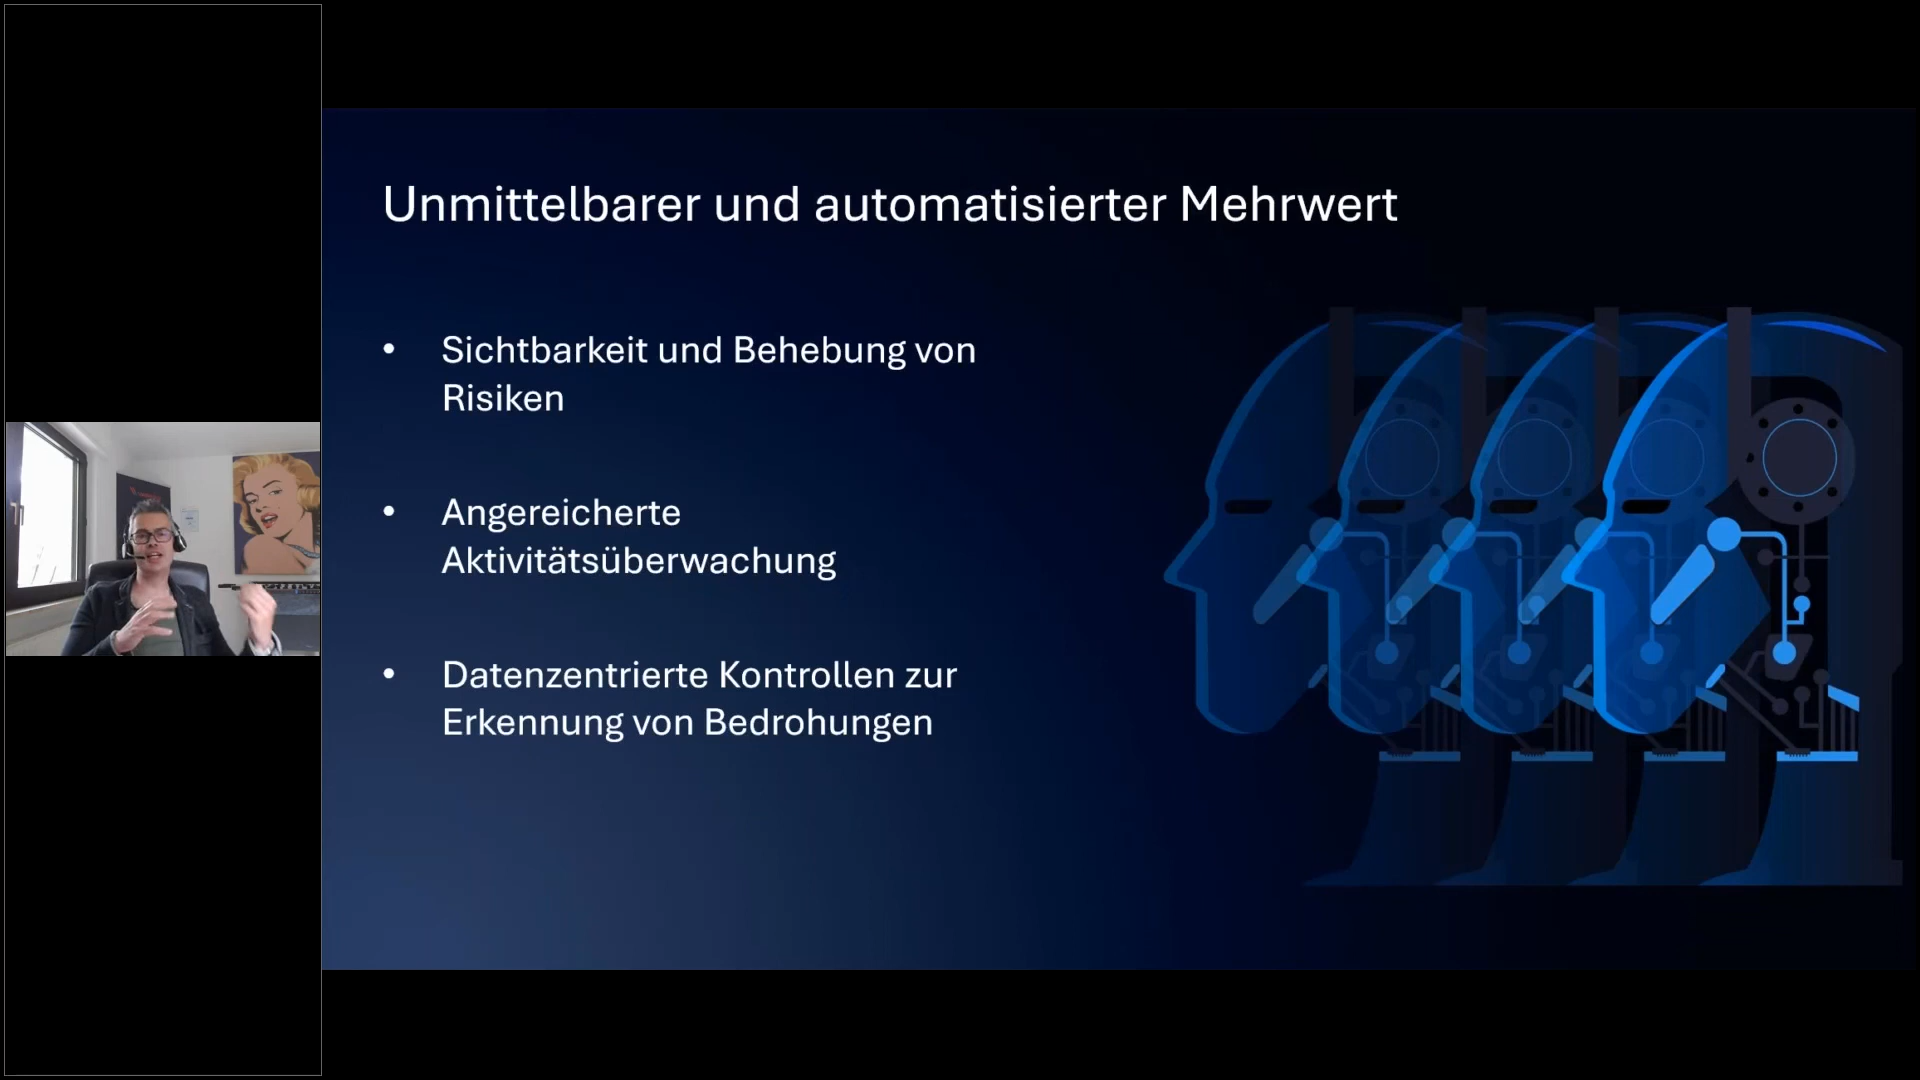 Unmittelbarer und automatisierter Mehrwert
• Sichtbarkeit und Behebung von
Risiken
• Angereicherte
Aktivitätsüberwachung
• Datenzentrierte Kontrollen zur
Erkennung von Bedrohungen